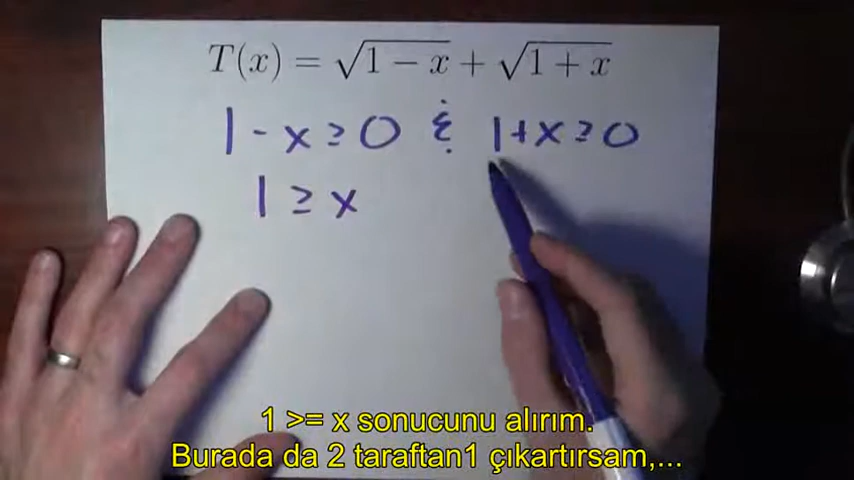 T(x) = √1 − x + √1 + x
1 - x ≥ 0 & 1 + x ≥ 0
1 ≥ x
1 >= x sonucunu alırım.
Burada da 2 taraftan1 çıkartırsam,...